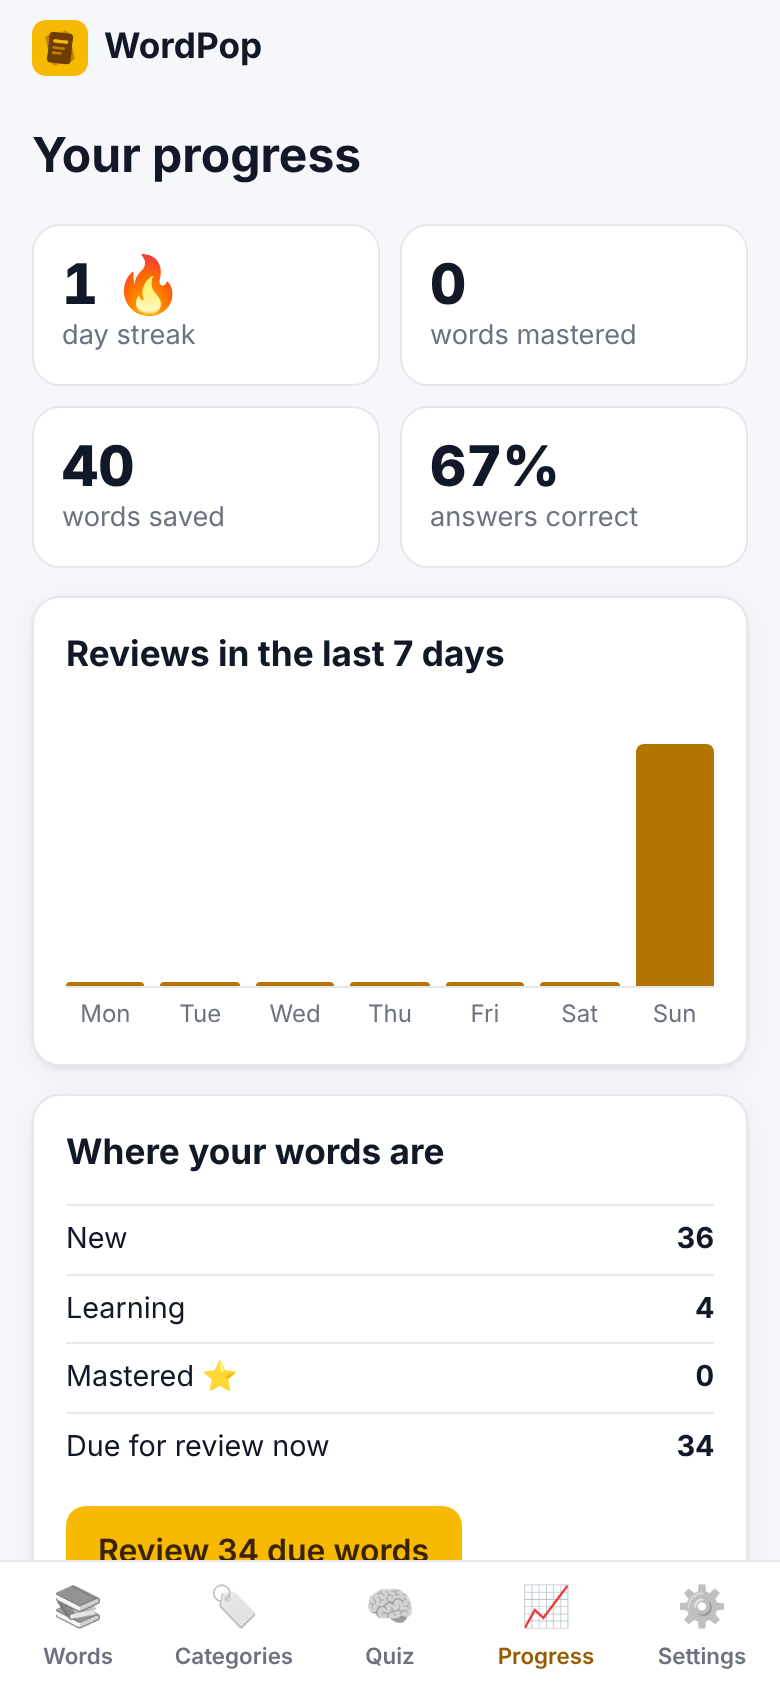 WordPop
Your progress
1 🔥
day streak
0
words mastered
40
words saved
67%
answers correct
Reviews in the last 7 days
Mon Tue Wed Thu Fri Sat Sun
Where your words are
New 36
Learning 4
Mastered ⭐ 0
Due for review now 34
Review 34 due words
Words Categories Quiz Progress Settings